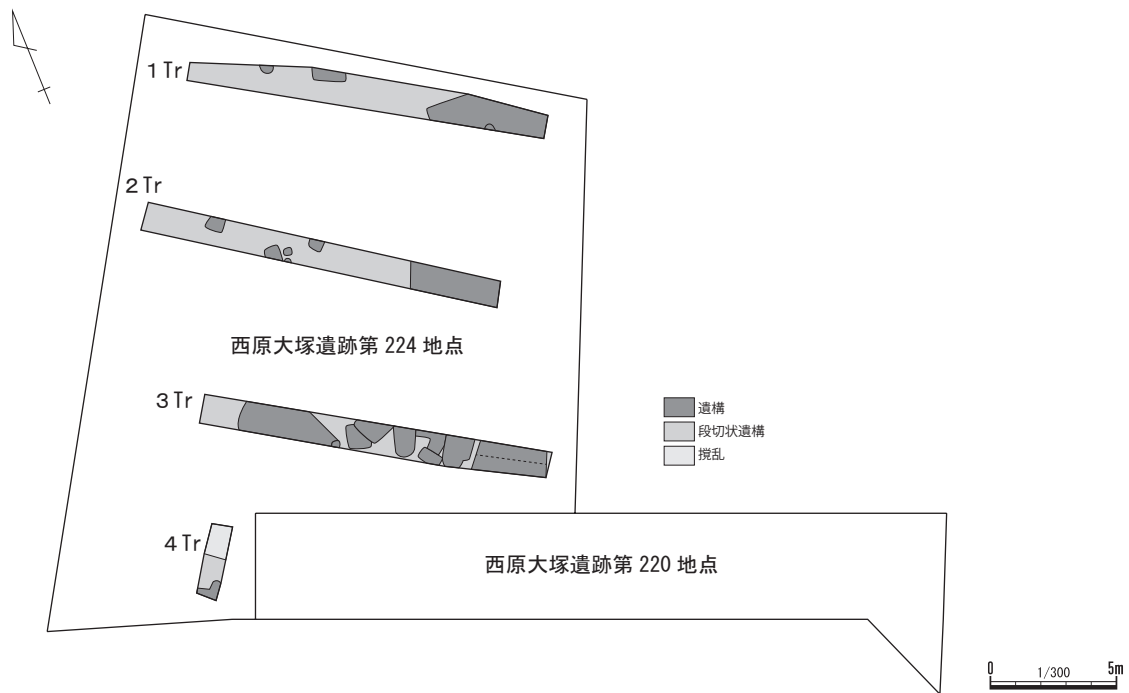 1 Tr
2 Tr
西原大塚遺跡第 224 地点
3 Tr
遺構
段切状遺構
撹乱
4 Tr
西原大塚遺跡第 220 地点
0 1/300 5m